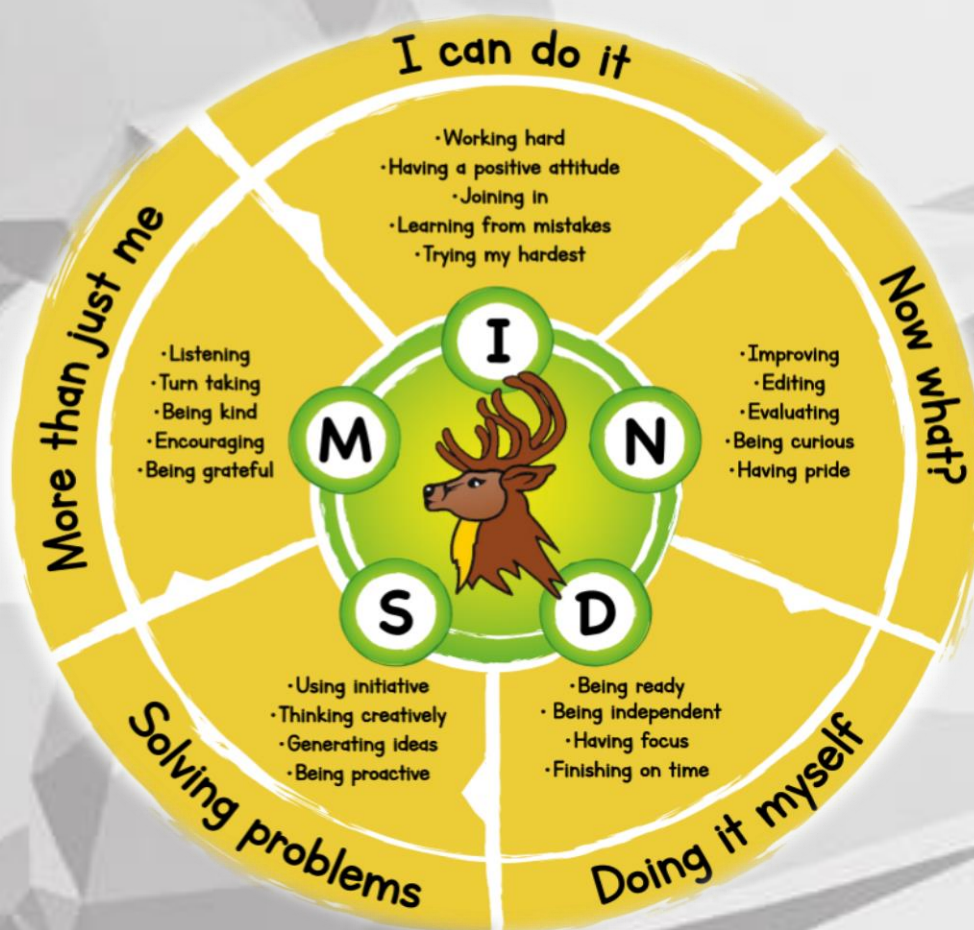 I can do it
·Working hard
·Having a positive attitude
·Joining in
·Learning from mistakes
·Trying my hardest
Now what?
·Improving
·Editing
·Evaluating
·Being curious
·Having pride
Doing it myself
·Being ready
· Being independent
·Having focus
·Finishing on time
Solving problems
·Using initiative
·Thinking creatively
·Generating ideas
·Being proactive
More than just me
·Listening
·Turn taking
·Being kind
·Encouraging
·Being grateful
M
I
N
D
S